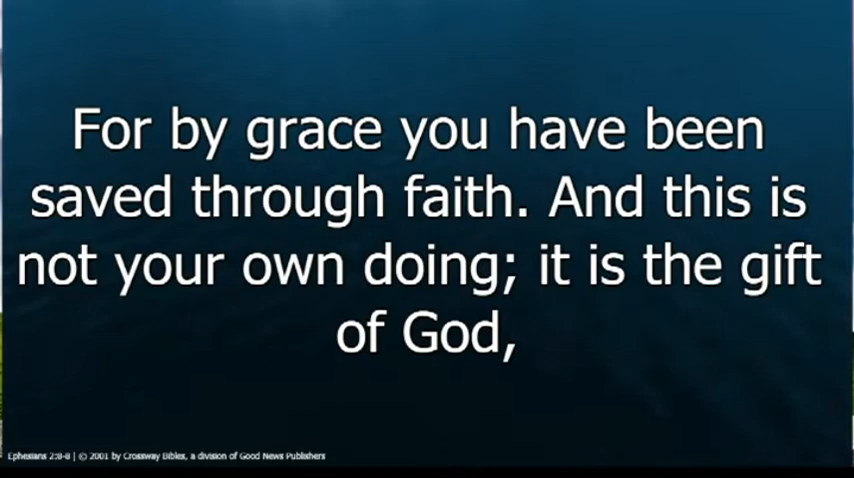 For by grace you have been
saved through faith. And this is
not your own doing; it is the gift
of God,
Ephesians 2:8-8 | © 2001 by Crossway Bibles, a division of Good News Publishers